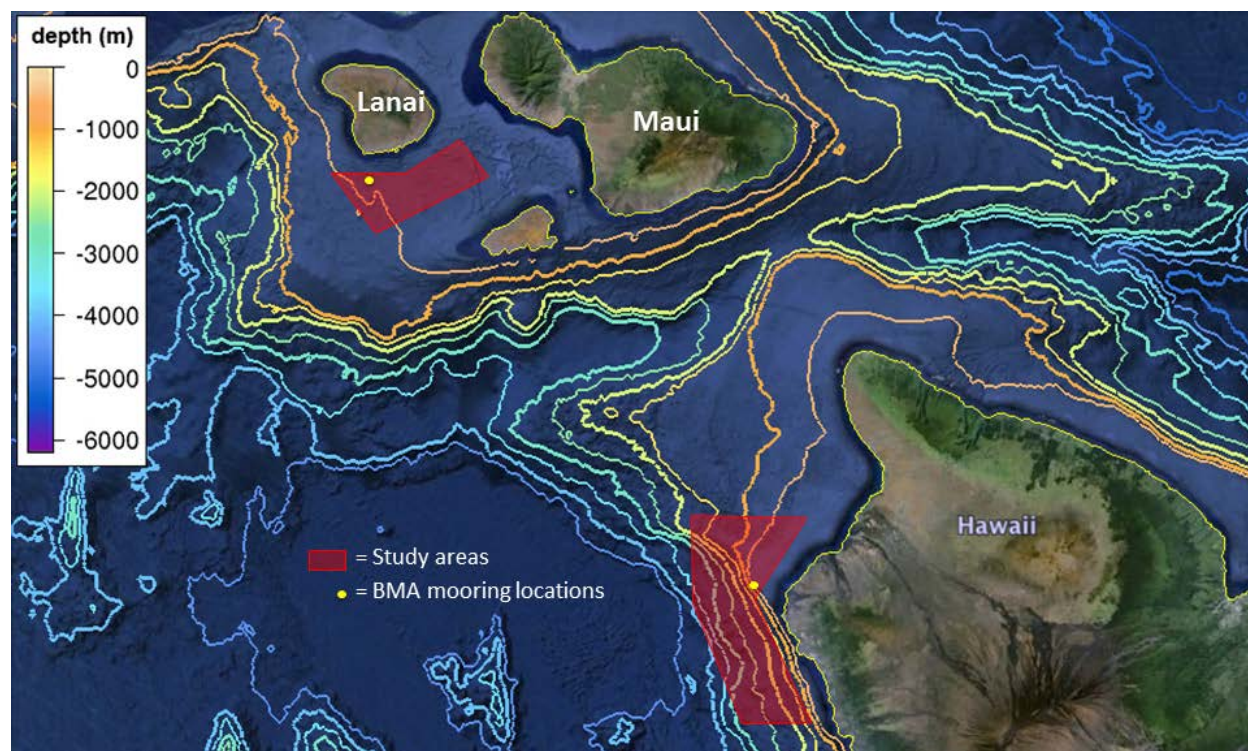 depth (m)
0
-1000
-2000
-3000
-4000
-5000
-6000
Lanai
Maui
Hawaii
= Study areas
= BMA mooring locations